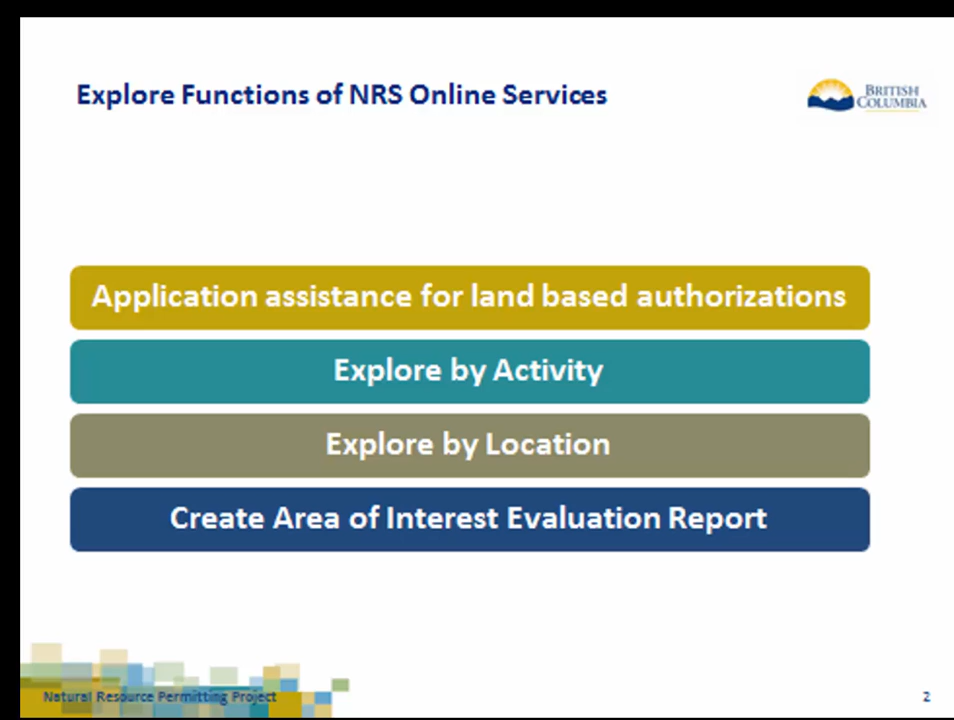 Explore Functions of NRS Online Services
BRITISH
COLUMBIA
Application assistance for land based authorizations
Explore by Activity
Explore by Location
Create Area of Interest Evaluation Report
Natural Resource Permitting Project
2